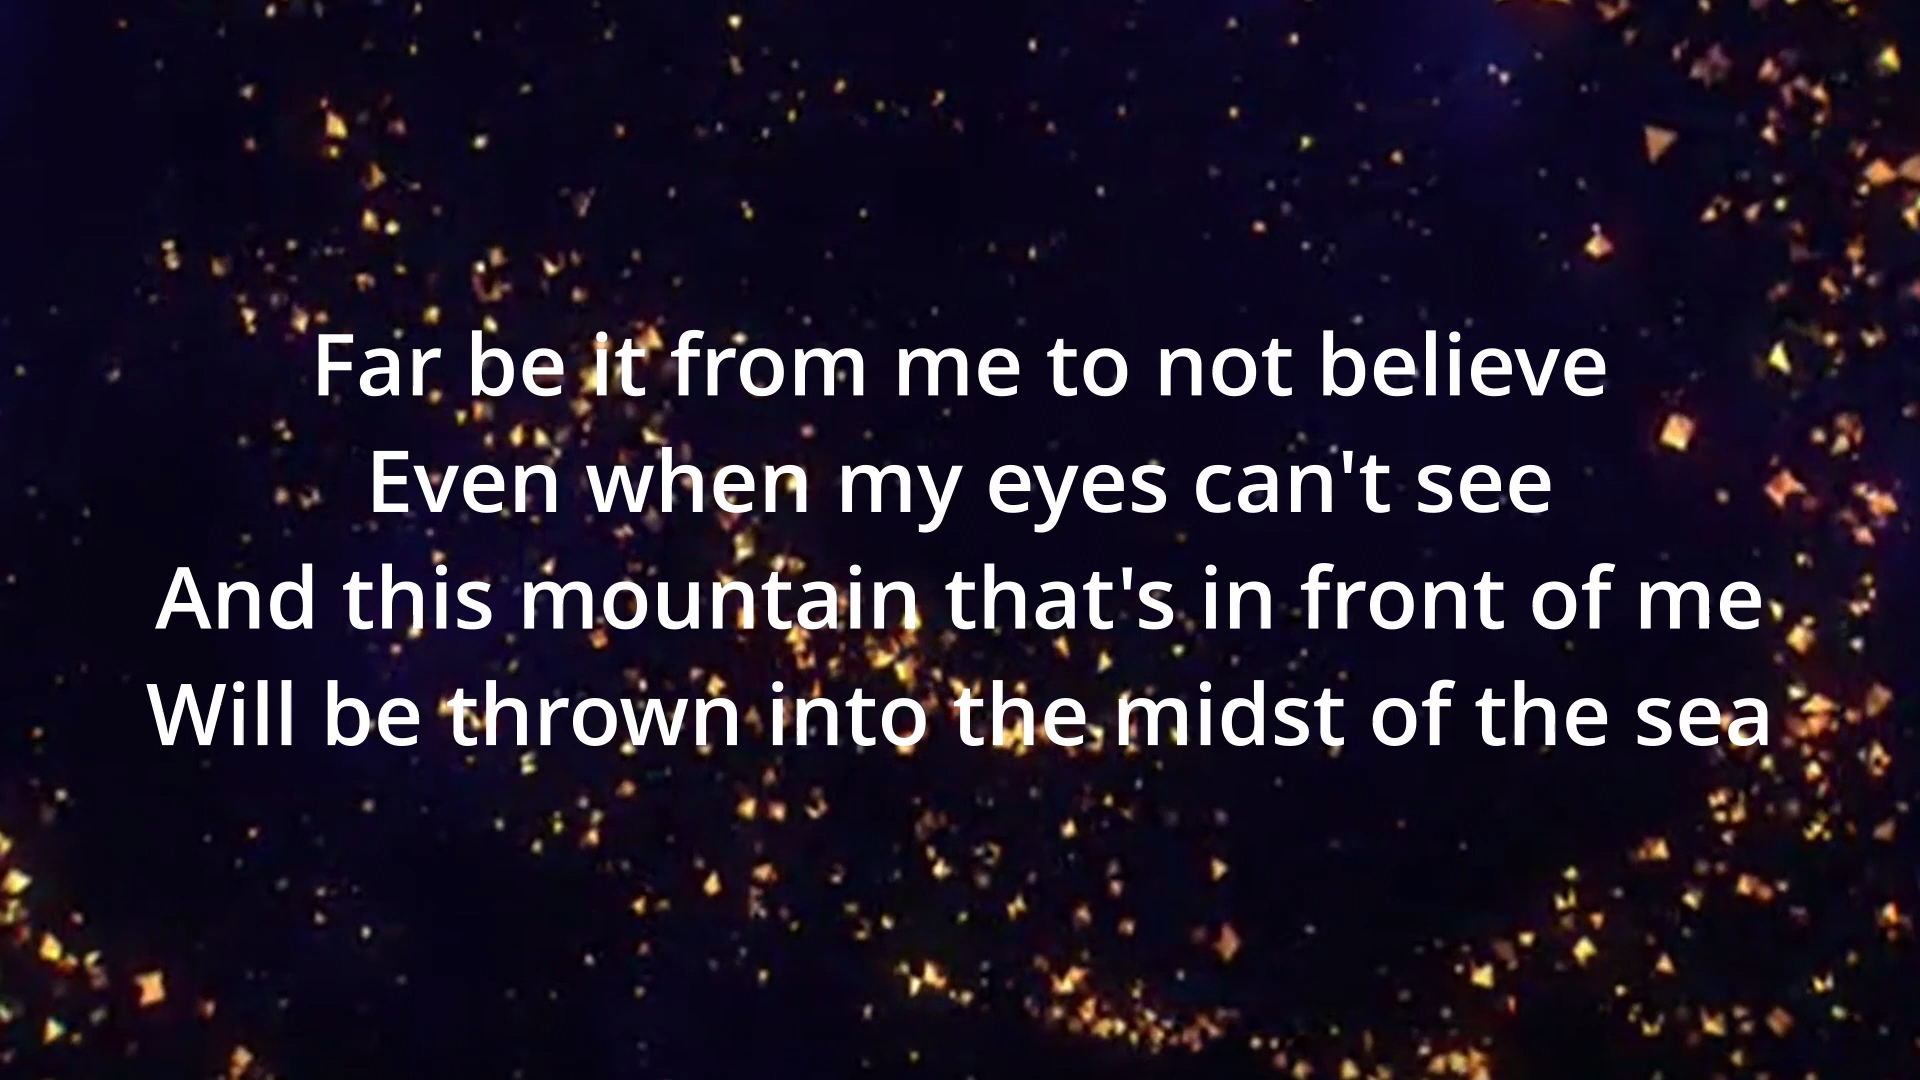 Far be it from me to not believe
Even when my eyes can't see
And this mountain that's in front of me
Will be thrown into the midst of the sea